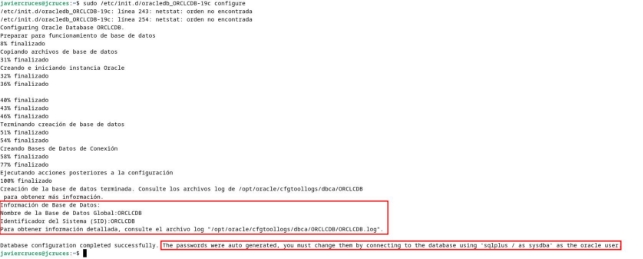 javiercruces@jcruces:~$ sudo /etc/init.d/oracledb_ORCLCDB-19c configure
/etc/init.d/oracledb_ORCLCDB-19c: línea 243: netstat: orden no encontrada
/etc/init.d/oracledb_ORCLCDB-19c: línea 254: netstat: orden no encontrada
Configuring Oracle Database ORCLCDB.
Preparar para funcionamiento de base de datos
8% finalizado
Copiando archivos de base de datos
31% finalizado
Creando e iniciando instancia Oracle
32% finalizado
36% finalizado
40% finalizado
43% finalizado
46% finalizado
Terminando creación de base de datos
51% finalizado
54% finalizado
Creando Bases de Datos de Conexión
58% finalizado
77% finalizado
Ejecutando acciones posteriores a la configuración
100% finalizado
Creación de la base de datos terminada. Consulte los archivos log de /opt/oracle/cfgtoollogs/dbca/ORCLCDB
para obtener más información.
Información de Base de Datos:
Nombre de la Base de Datos Global:ORCLCDB
Identificador del Sistema (SID):ORCLCDB
Para obtener información detallada, consulte el archivo log "/opt/oracle/cfgtoollogs/dbca/ORCLCDB/ORCLCDB.log".
Database configuration completed successfully. The passwords were auto generated, you must change them by connecting to the database using 'sqlplus / as sysdba' as the oracle user.
javiercruces@jcruces:~$